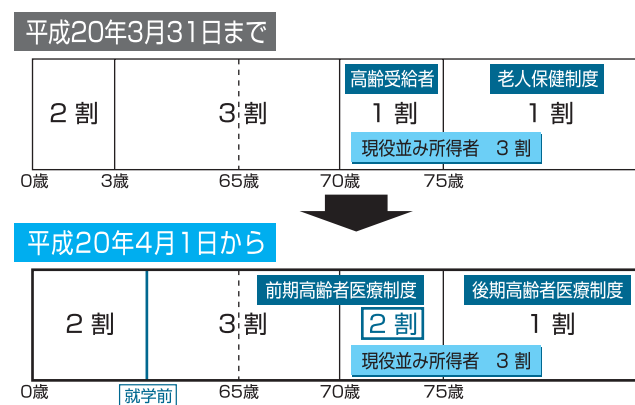 平成20年3月31日まで
高齢受給者 老人保健制度
2割 3割 1割 1割
現役並み所得者 3割
0歳 3歳 65歳 70歳 75歳
平成20年4月1日から
前期高齢者医療制度 後期高齢者医療制度
2割 3割 2割 1割
現役並み所得者 3割
0歳 就学前 65歳 70歳 75歳